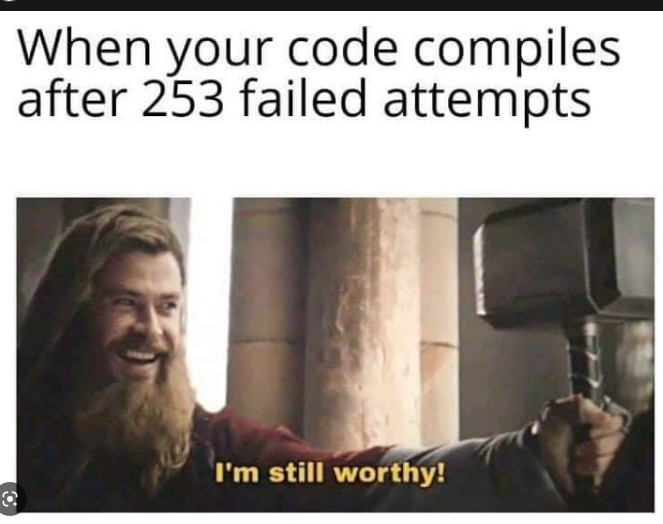 When your code compiles
after 253 failed attempts
I'm still worthy!